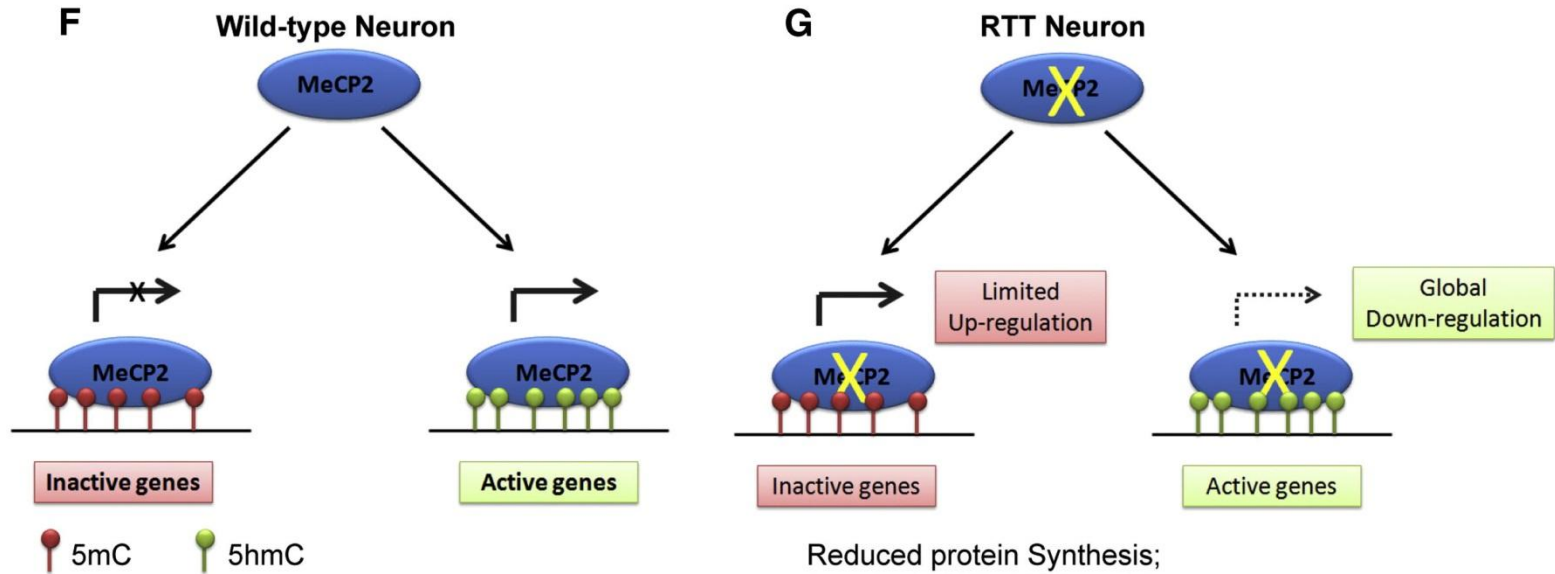 F
Wild-type Neuron
MeCP2
X
MeCP2
MeCP2
Inactive genes
Active genes
5mC
5hmC
G
RTT Neuron
MeCP2
X
Limited
Up-regulation
Global
Down-regulation
MeCP2
X
MeCP2
X
Inactive genes
Active genes
Reduced protein Synthesis;